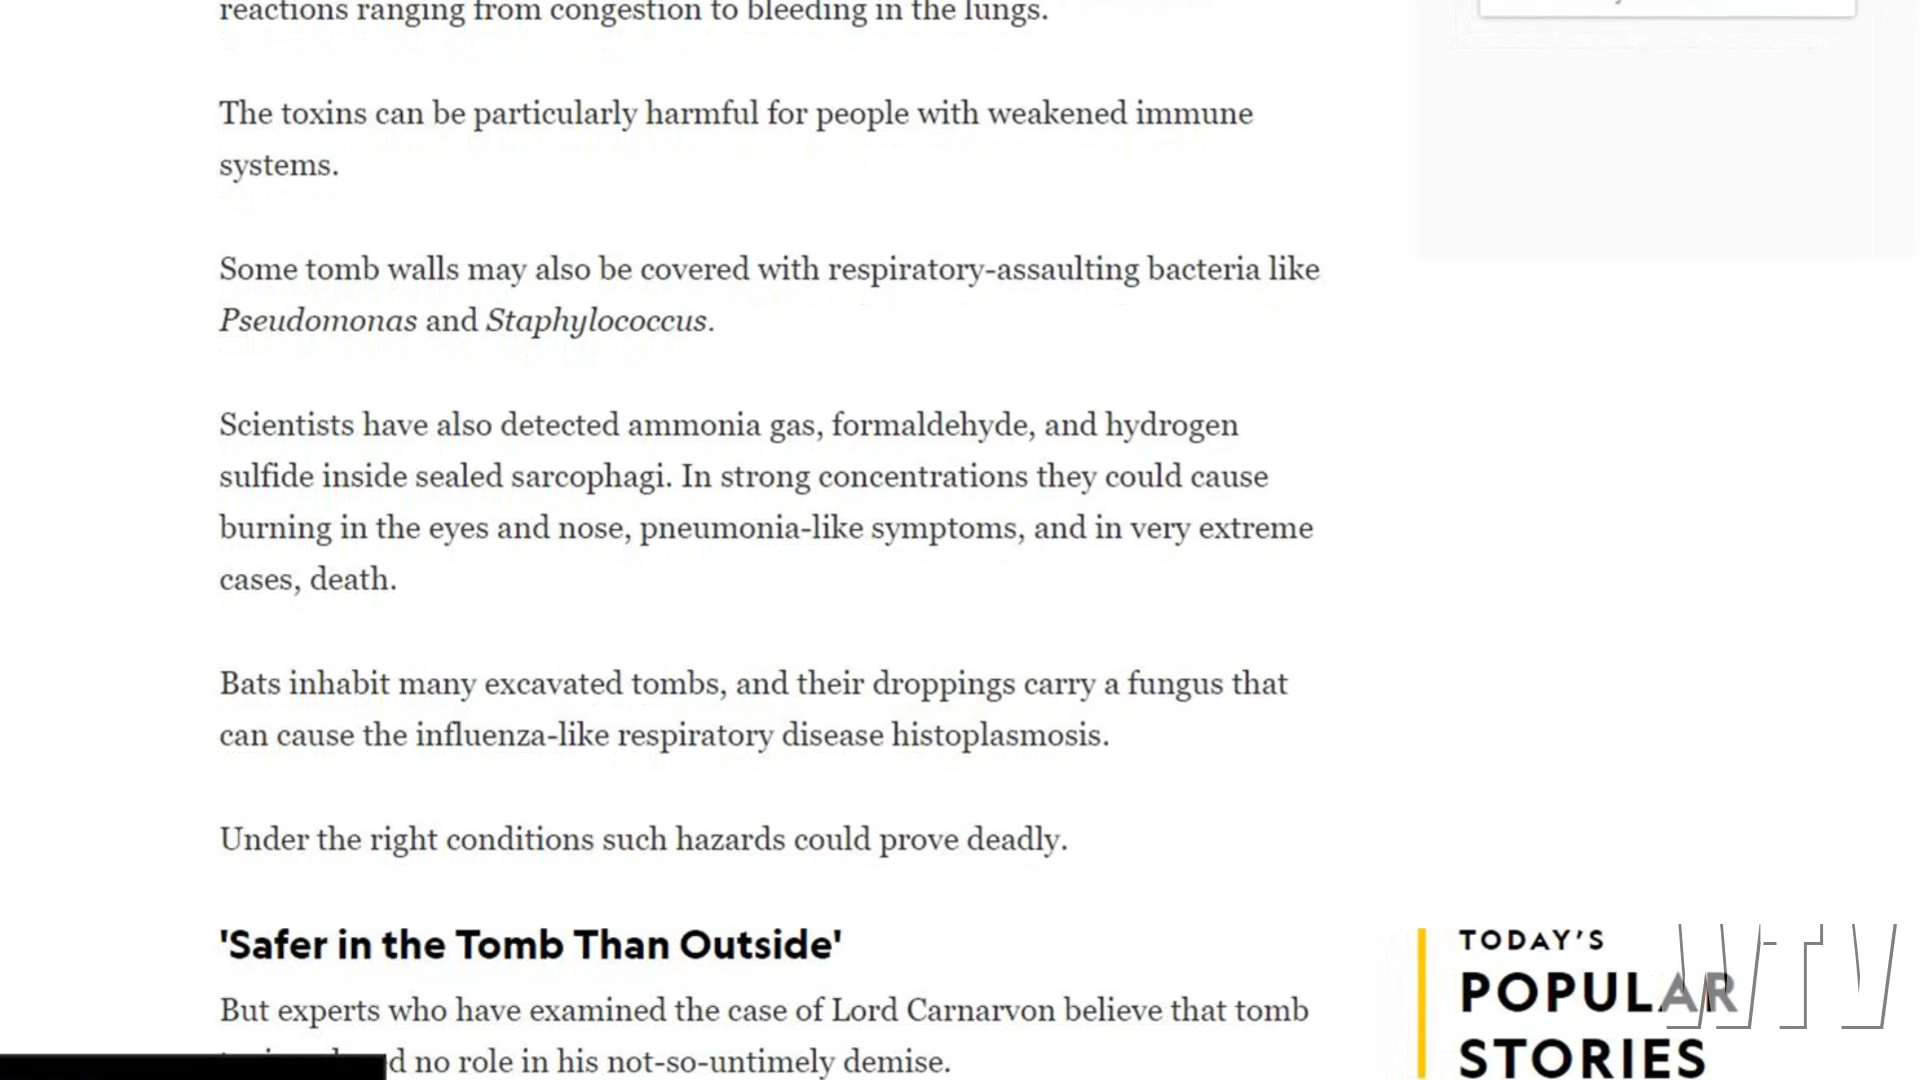 reactions ranging from congestion to bleeding in the lungs.
The toxins can be particularly harmful for people with weakened immune
systems.
Some tomb walls may also be covered with respiratory-assaulting bacteria like
Pseudomonas and Staphylococcus.
Scientists have also detected ammonia gas, formaldehyde, and hydrogen
sulfide inside sealed sarcophagi. In strong concentrations they could cause
burning in the eyes and nose, pneumonia-like symptoms, and in very extreme
cases, death.
Bats inhabit many excavated tombs, and their droppings carry a fungus that
can cause the influenza-like respiratory disease histoplasmosis.
Under the right conditions such hazards could prove deadly.
'Safer in the Tomb Than Outside'
But experts who have examined the case of Lord Carnarvon believe that tomb
no role in his not-so-untimely demise.
TODAY'S
POPULAR
STORIES
WTV